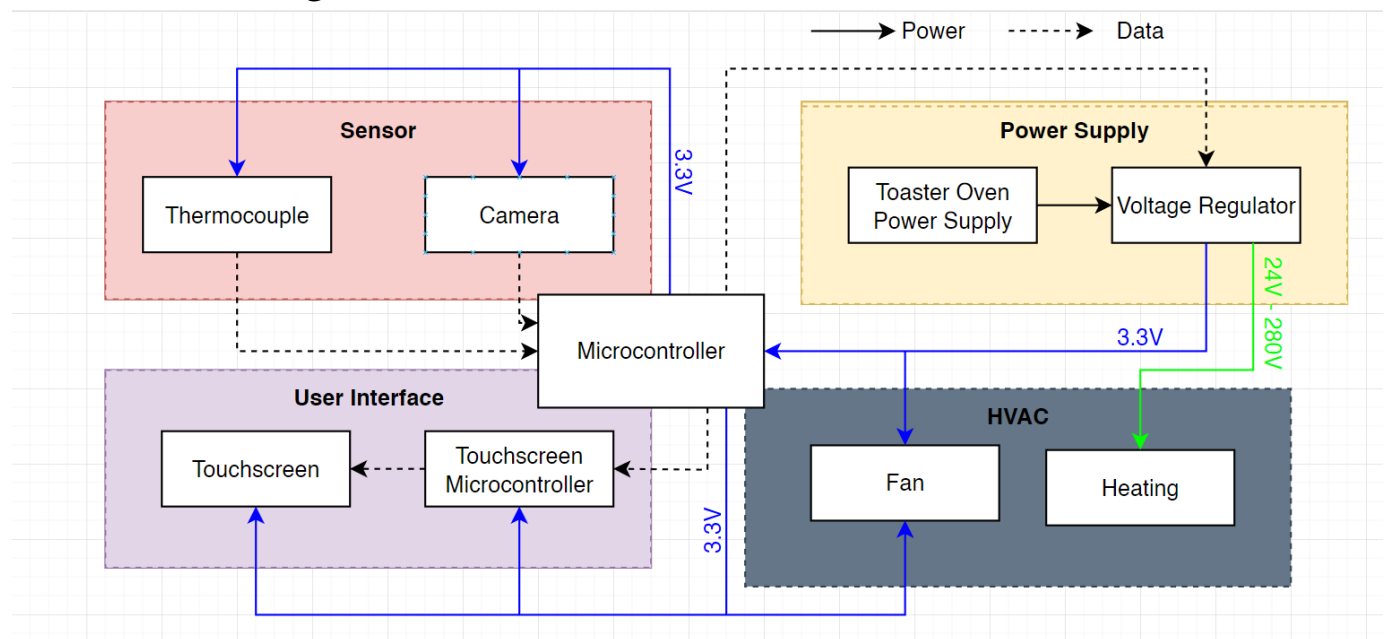 Power
Data
Sensor
Thermocouple
Camera
3.3V
Power Supply
Toaster Oven
Power Supply
Voltage Regulator
24V - 280V
3.3V
Microcontroller
User Interface
Touchscreen
Touchscreen
Microcontroller
3.3V
HVAC
Fan
Heating